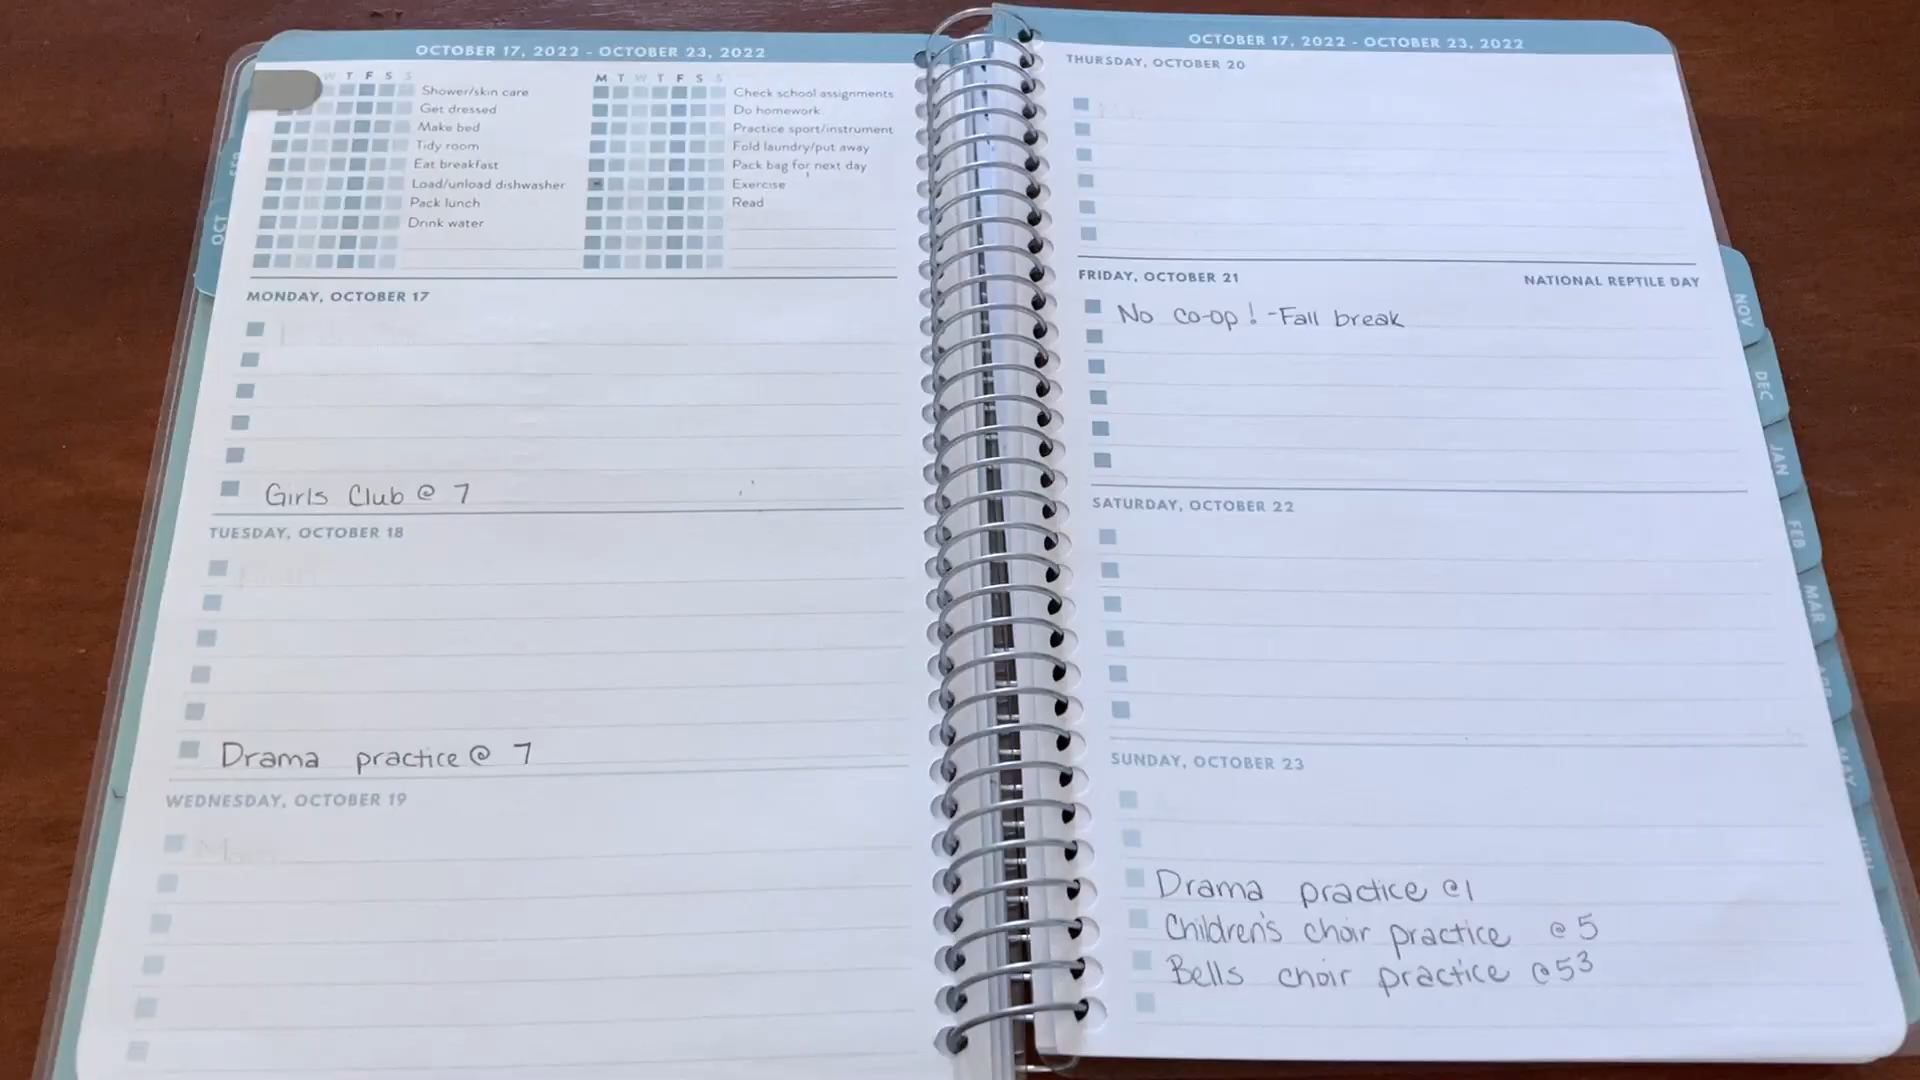 OCTOBER 17, 2022 - OCTOBER 23, 2022
W T F S S
Shower/skin care
Get dressed
Make bed
Tidy room
Eat breakfast
Load/unload dishwasher
Pack lunch
Drink water
M T W T F S S
Check school assignments
Do homework
Practice sport/instrument
Fold laundry/put away
Pack bag for next day
Exercise
Read
OCT
MONDAY, OCTOBER 17
Girls Club @ 7
TUESDAY, OCTOBER 18
Drama practice @ 7
WEDNESDAY, OCTOBER 19
OCTOBER 17, 2022 - OCTOBER 23, 2022
THURSDAY, OCTOBER 20
FRIDAY, OCTOBER 21 NATIONAL REPTILE DAY
No co-op! - Fall break
SATURDAY, OCTOBER 22
SUNDAY, OCTOBER 23
Drama practice @1
Children's choir practice @ 5
Bells choir practice @ 5³
NOV
DEC
JAN
FEB
MAR
APR
MAY